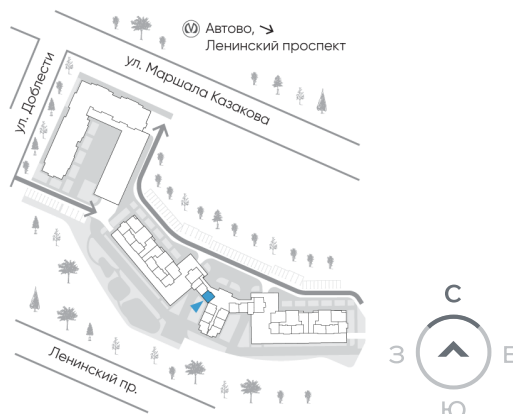 Автово, ↘
Ленинский проспект
ул. Маршала Казакова
ул. Доблести
Ленинский пр.
С
З
В
Ю